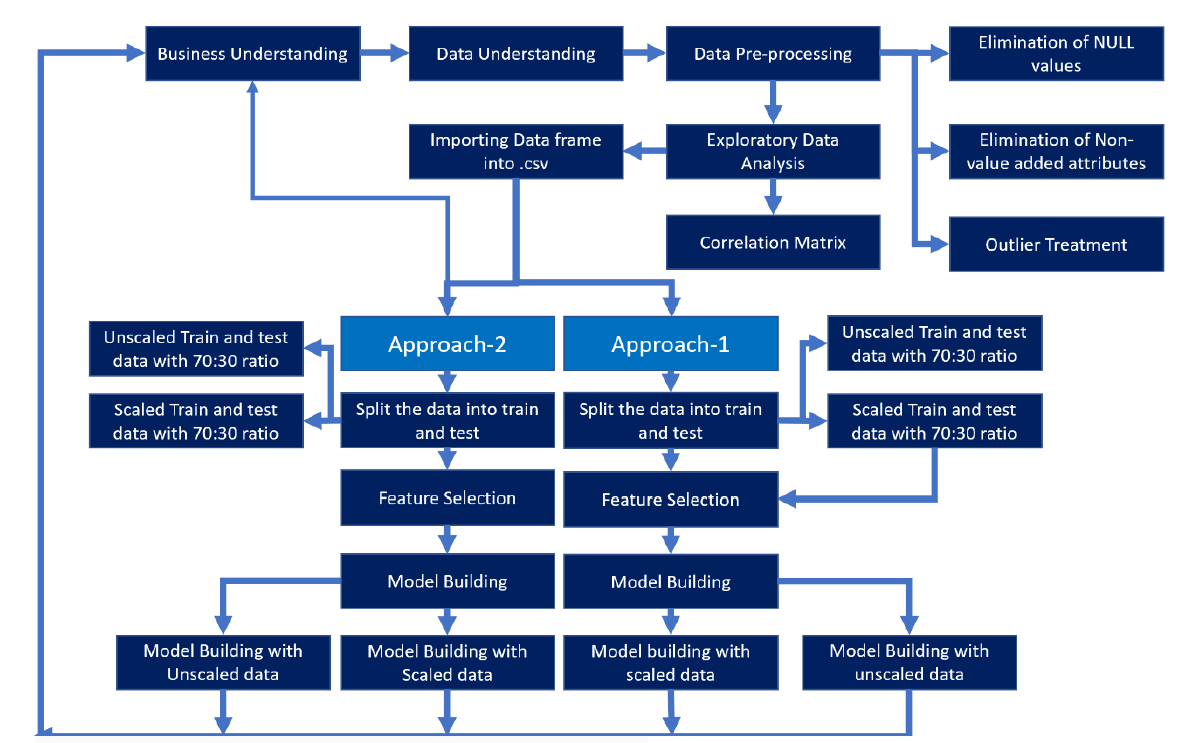 Business Understanding
Data Understanding
Data Pre-processing
Elimination of NULL
values
Importing Data frame
into .csv
Exploratory Data
Analysis
Elimination of Non-
value added attributes
Correlation Matrix
Outlier Treatment
Unscaled Train and test
data with 70:30 ratio
Approach-2
Approach-1
Unscaled Train and test
data with 70:30 ratio
Scaled Train and test
data with 70:30 ratio
Split the data into train
and test
Split the data into train
and test
Scaled Train and test
data with 70:30 ratio
Feature Selection
Feature Selection
Model Building
Model Building
Model Building with
Unscaled data
Model Building with
Scaled data
Model building with
scaled data
Model Building with
unscaled data